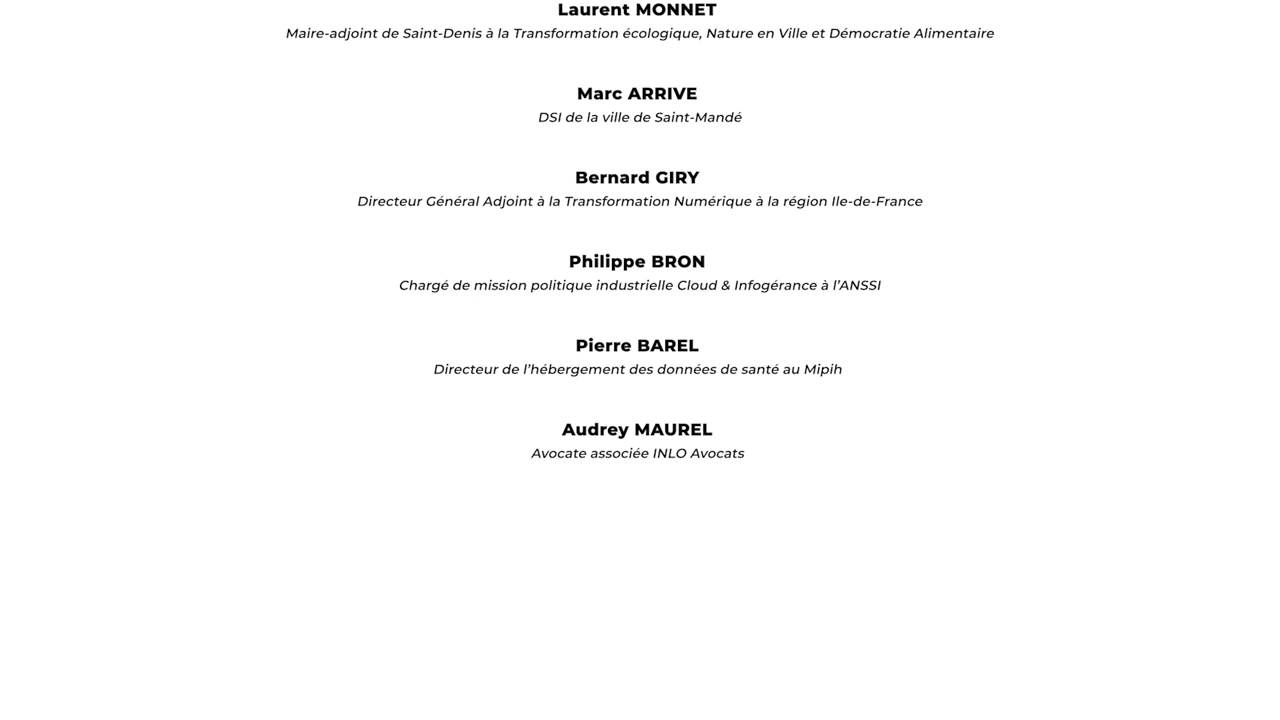 Laurent MONNET
Maire-adjoint de Saint-Denis à la Transformation écologique, Nature en Ville et Démocratie Alimentaire
Marc ARRIVE
DSI de la ville de Saint-Mandé
Bernard GIRY
Directeur Général Adjoint à la Transformation Numérique à la région Ile-de-France
Philippe BRON
Chargé de mission politique industrielle Cloud & Infogérance à l’ANSSI
Pierre BAREL
Directeur de l’hébergement des données de santé au Mipih
Audrey MAUREL
Avocate associée INLO Avocats